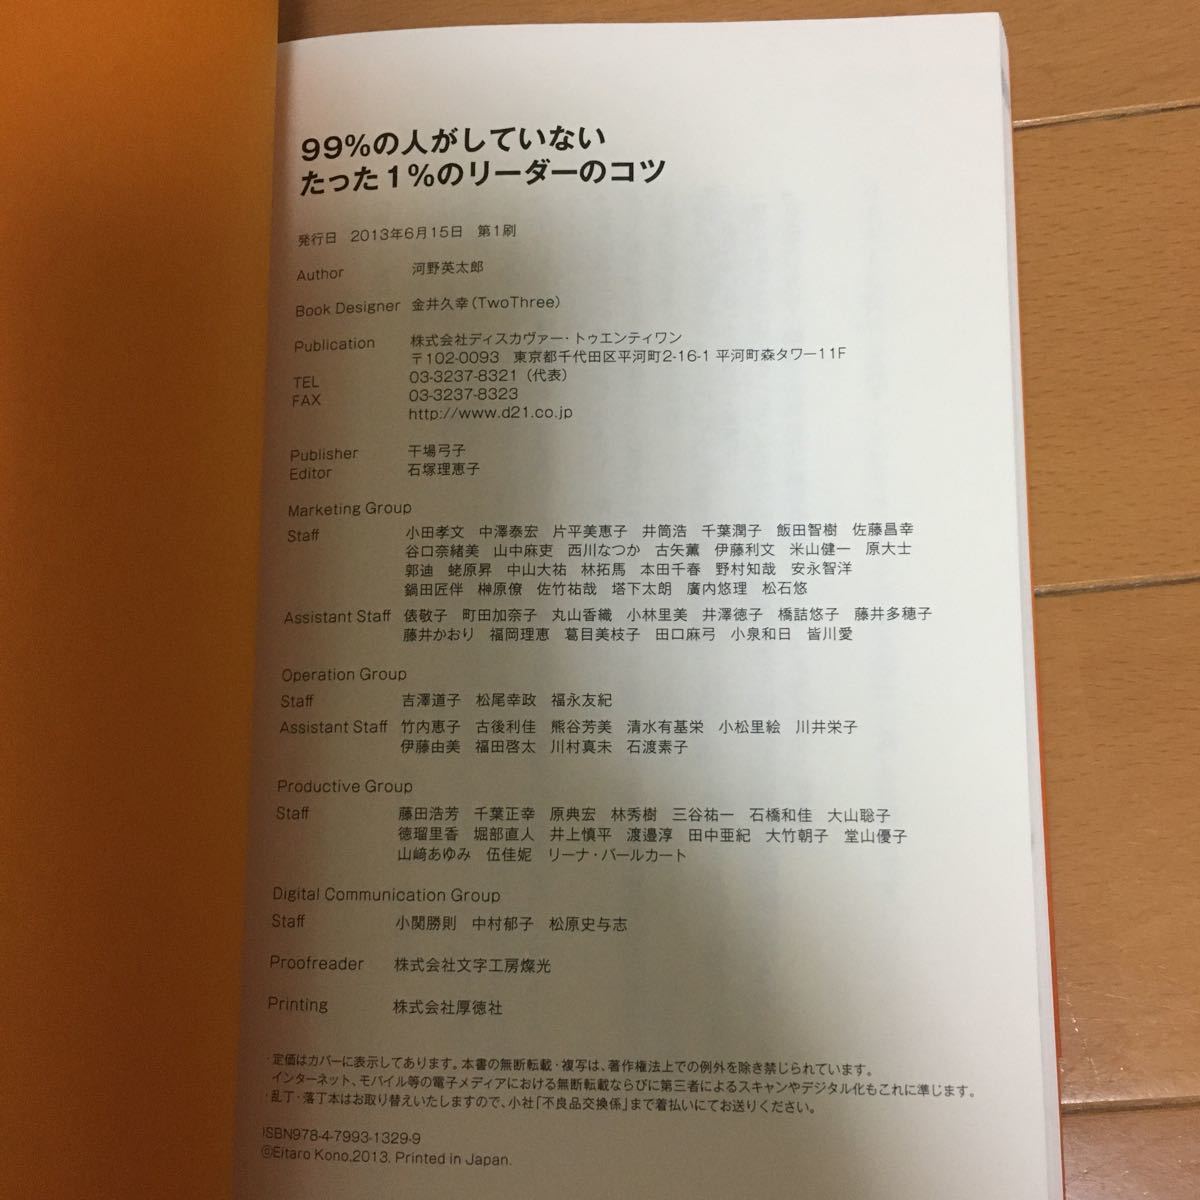 99%の人がしていない
たった1%のリーダーのコツ
発行日 2013年6月15日 第1刷
Author 河野英太郎
Book Designer 金井久幸(TwoThree)
Publication 株式会社ディスカヴァー・トゥエンティワン
〒102-0093 東京都千代田区平河町2-16-1 平河町森タワー11F
TEL 03-3237-8321(代表)
FAX 03-3237-8323
http://www.d21.co.jp
Publisher 干場弓子
Editor 石塚理恵子
Marketing Group
Staff 小田孝文 中澤泰宏 片平美恵子 井筒浩 千葉潤子 飯田智樹 佐藤昌幸
谷口奈緒美 山中麻吏 西川なつか 古矢薫 伊藤利文 米山健一 原大士
郭迪 蛯原昇 中山大祐 林拓馬 本田千春 野村知哉 安永智洋
鍋田匠伴 榊原僚 佐竹祐哉 塔下太朗 廣内悠理 松石悠
Assistant Staff 俵敬子 町田加奈子 丸山香織 小林里美 井澤徳子 橋詰悠子 藤井多穂子
藤井かおり 福岡理恵 葛目美枝子 田口麻弓 小泉和日 皆川愛
Operation Group
Staff 吉澤道子 松尾幸政 福永友紀
Assistant Staff 竹内恵子 古後利佳 熊谷芳美 清水有基栄 小松里絵 川井栄子
伊藤由美 福田啓太 川村真未 石渡素子
Productive Group
Staff 藤田浩芳 千葉正幸 原典宏 林秀樹 三谷祐一 石橋和佳 大山聡子
徳瑠里香 堀部直人 井上慎平 渡邉淳 田中亜紀 大竹朝子 堂山優子
山﨑あゆみ 伍佳妮 リーナ・バールカート
Digital Communication Group
Staff 小関勝則 中村郁子 松原史与志
Proofreader 株式会社文字工房燦光
Printing 株式会社厚徳社
・定価はカバーに表示してあります。本書の無断転載・複写は、著作権法上での例外を除き禁じられています。
インターネット、モバイル等の電子メディアにおける無断転載ならびに第三者によるスキャンやデジタル化もこれに準じます。
・乱丁・落丁本はお取り替えいたしますので、小社「不良品交換係」まで着払いにてお送りください。
ISBN978-4-7993-1329-9
©Eitaro Kono,2013, Printed in Japan.